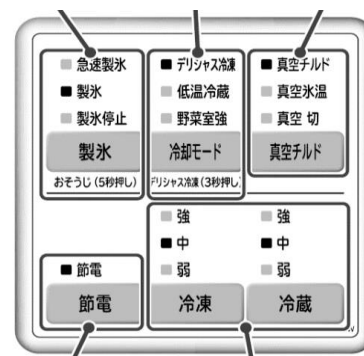 急速製氷
製氷
製氷停止
製氷
おそうじ(5秒押し)
デリシャス冷凍
低温冷蔵
野菜室強
冷却モード
デリシャス冷凍(3秒押し)
真空チルド
真空氷温
真空 切
真空チルド
節電
節電
強
中
弱
冷凍
強
中
弱
冷蔵